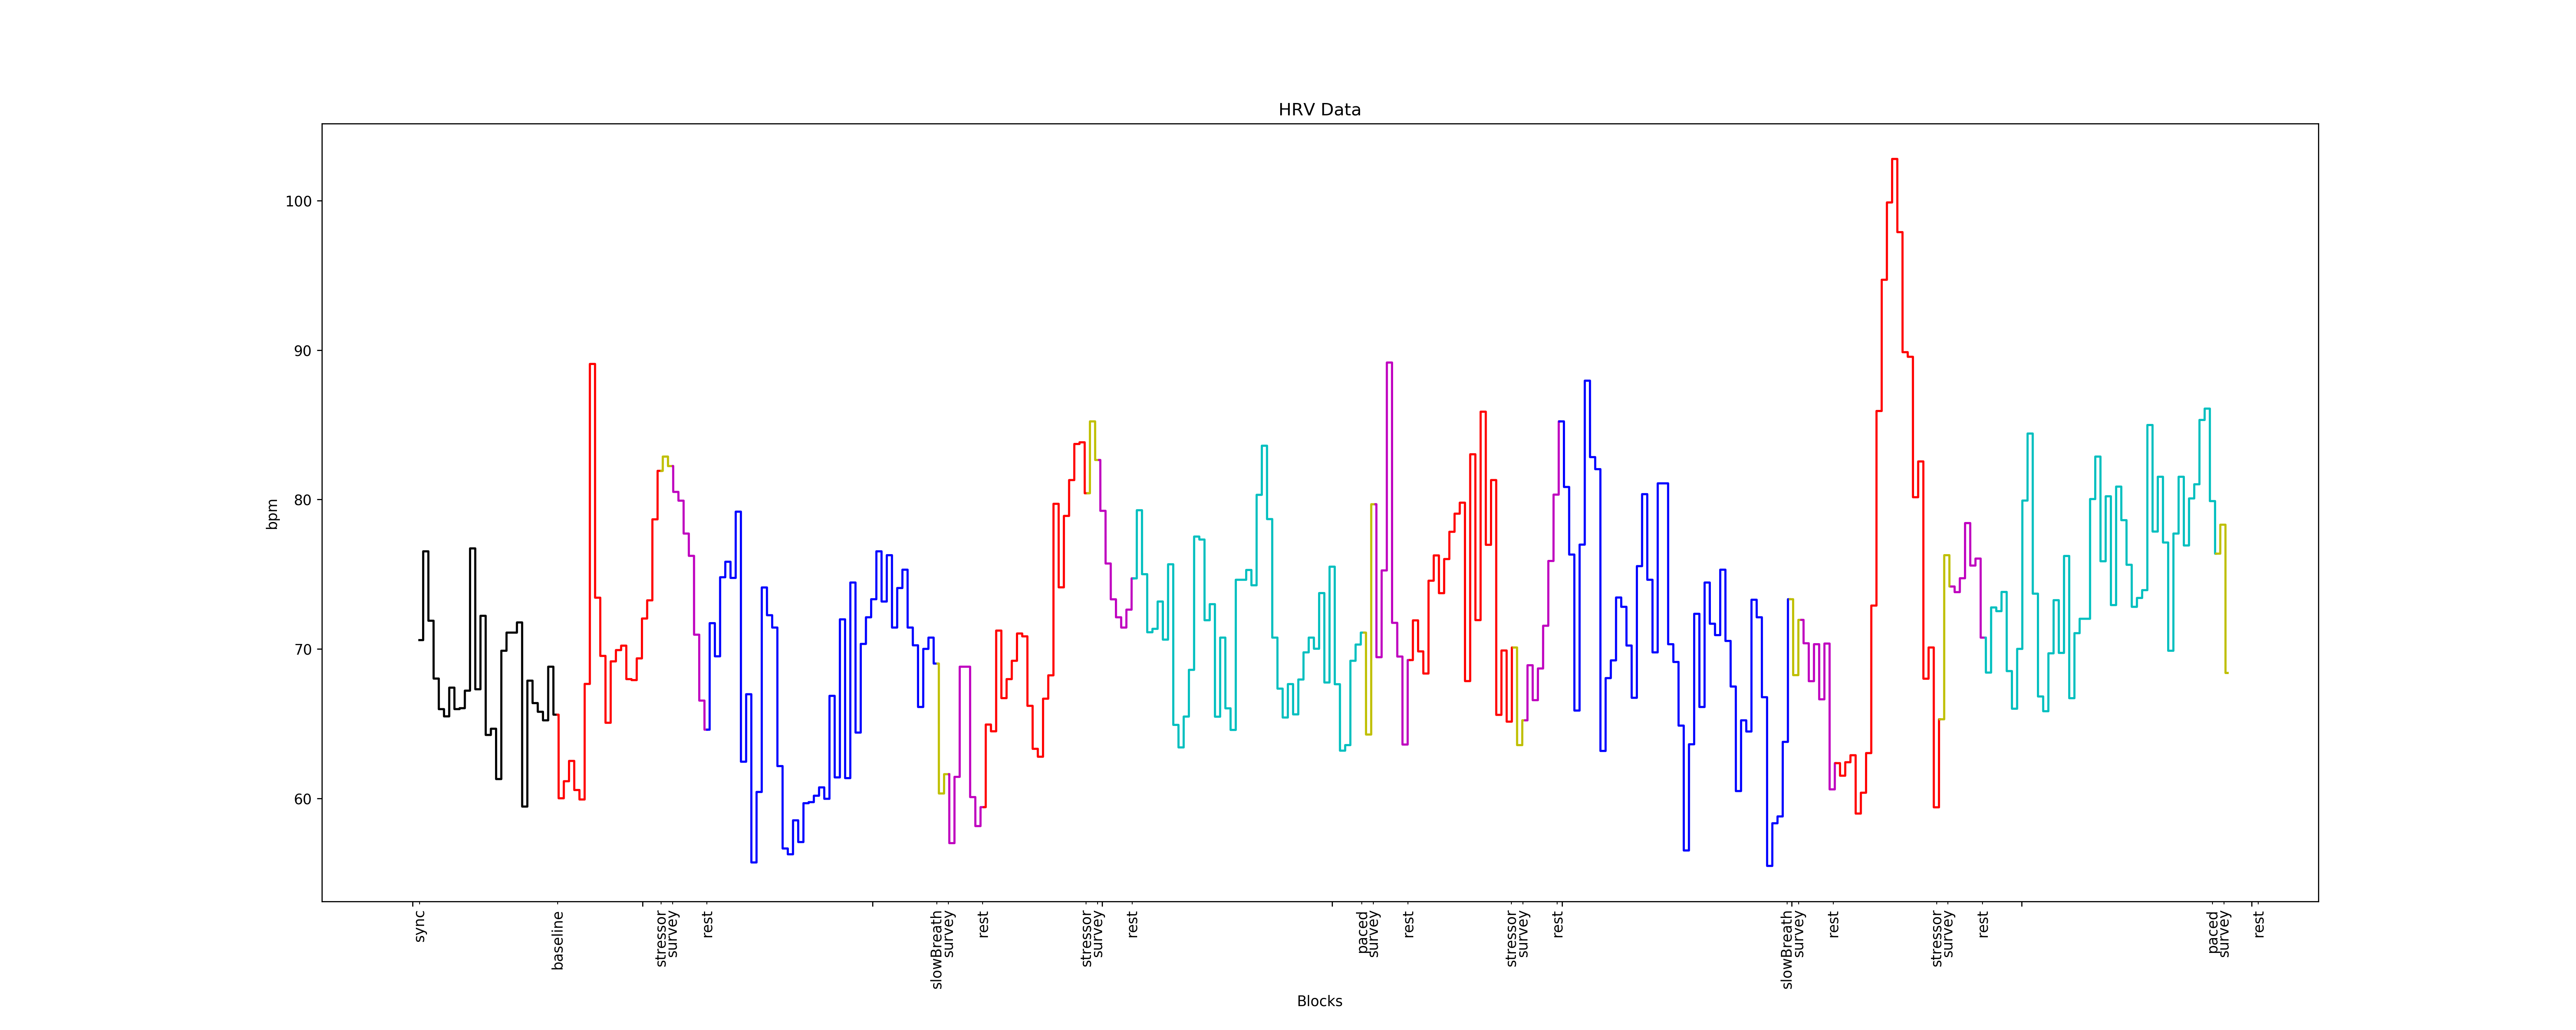 HRV Data
100
90
80
70
60
bpm
sync
baseline
stressor
survey
rest
slowBreath
survey
rest
stressor
survey
rest
paced
survey
rest
stressor
survey
rest
slowBreath
survey
rest
stressor
survey
rest
paced
survey
rest
Blocks